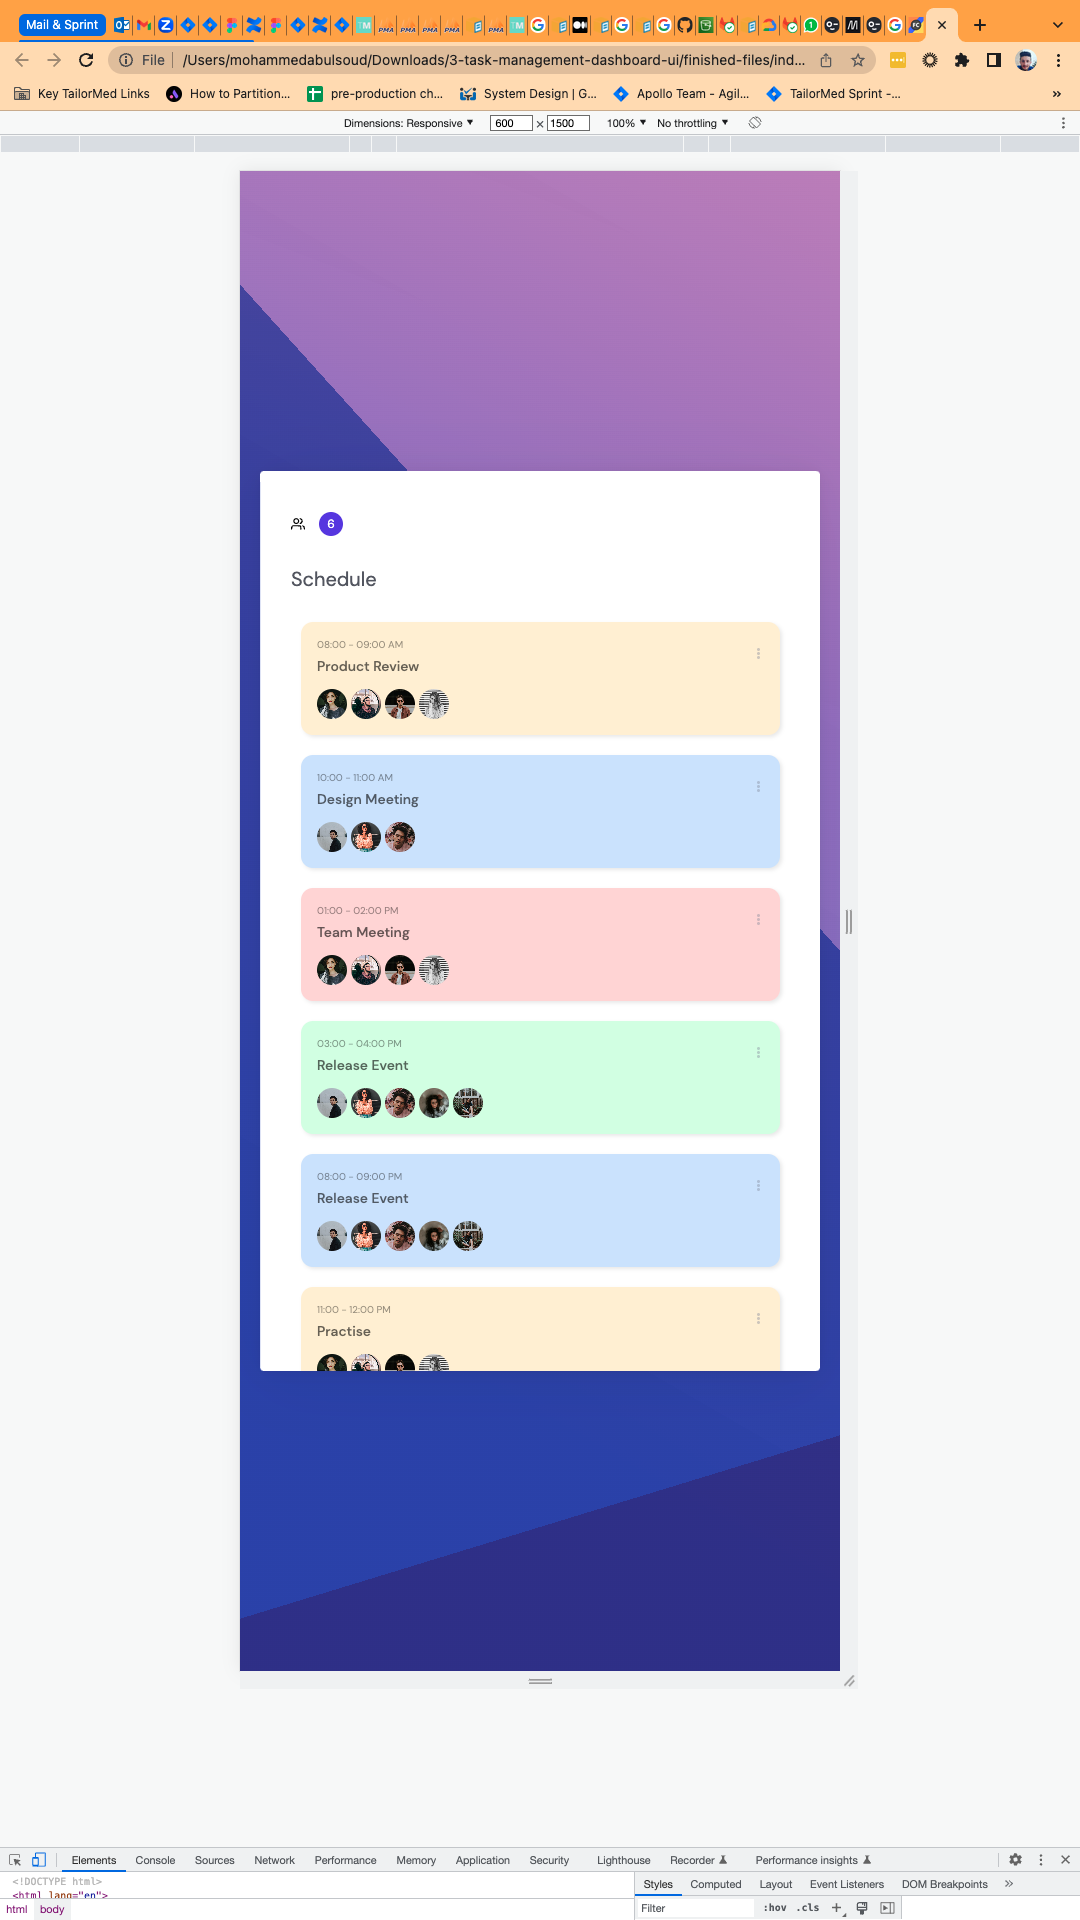 Mail & Sprint
File /Users/mohammedabulsoud/Downloads/3-task-management-dashboard-ui/finished-files/ind...
Key TailorMed Links How to Partition... pre-production ch... System Design | G... Apollo Team - Agil... TailorMed Sprint -... »
Dimensions: Responsive ▼ 600 × 1500 100% ▼ No throttling ▼
6
Schedule
08:00 - 09:00 AM
Product Review
10:00 - 11:00 AM
Design Meeting
01:00 - 02:00 PM
Team Meeting
03:00 - 04:00 PM
Release Event
08:00 - 09:00 PM
Release Event
11:00 - 12:00 PM
Practise
Elements Console Sources Network Performance Memory Application Security Lighthouse Recorder Performance insights
<!DOCTYPE html>
<html lang="en">
html body
Styles Computed Layout Event Listeners DOM Breakpoints »
Filter :hov .cls +